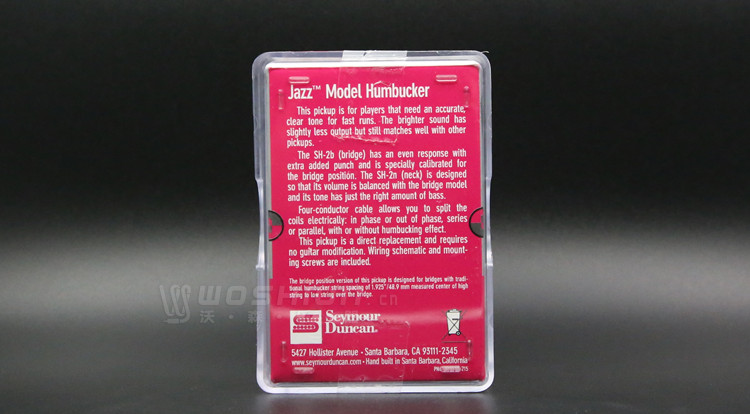 Jazz™ Model Humbucker
This pickup is for players that need an accurate,
clear tone for fast runs. The brighter sound has
slightly less output but still matches well with other
pickups.
The SH-2b (bridge) has an even response with
extra added punch and is specially calibrated for
the bridge position. The SH-2n (neck) is designed
so that its volume is balanced with the bridge model
and its tone has just the right amount of bass.
Four-conductor cable allows you to split the
coils electrically: in phase or out of phase, series
or parallel, with or without humbucking effect.
This pickup is a direct replacement and requires
no guitar modification. Wiring schematic and mount-
ing screws are included.
The bridge position version of this pickup is designed for bridges with tradi-
tional humbucker string spacing of 1.925"/48.9 mm measured center of high
string to low string over the bridge.
Seymour
Duncan.
5427 Hollister Avenue · Santa Barbara, CA 93111-2345
www.seymourduncan.com · Hand built in Santa Barbara, California